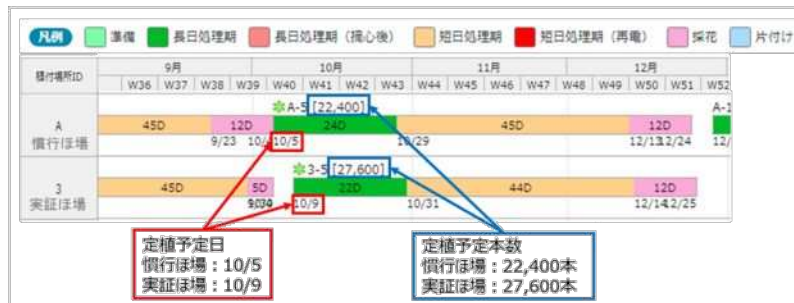 凡例 準備 長日処理期 長日処理期（摘心後） 短日処理期 短日処理期（再電） 採花 片付け
植付場所ID 9月 10月 11月 12月
W36 W37 W38 W39 W40 W41 W42 W43 W44 W45 W46 W47 W48 W49 W50 W51 W52
A-5 [22,400] A-1
A 45D 12D 24D 45D 12D
慣行ほ場 9/23 10/5 10/29 12/13 12/24 12/
3-5 [27,600]
3 45D 5D 22D 44D 12D
実証ほ場 10/9 10/31 12/14 12/25
定植予定日
慣行ほ場：10/5
実証ほ場：10/9
定植予定本数
慣行ほ場：22,400本
実証ほ場：27,600本